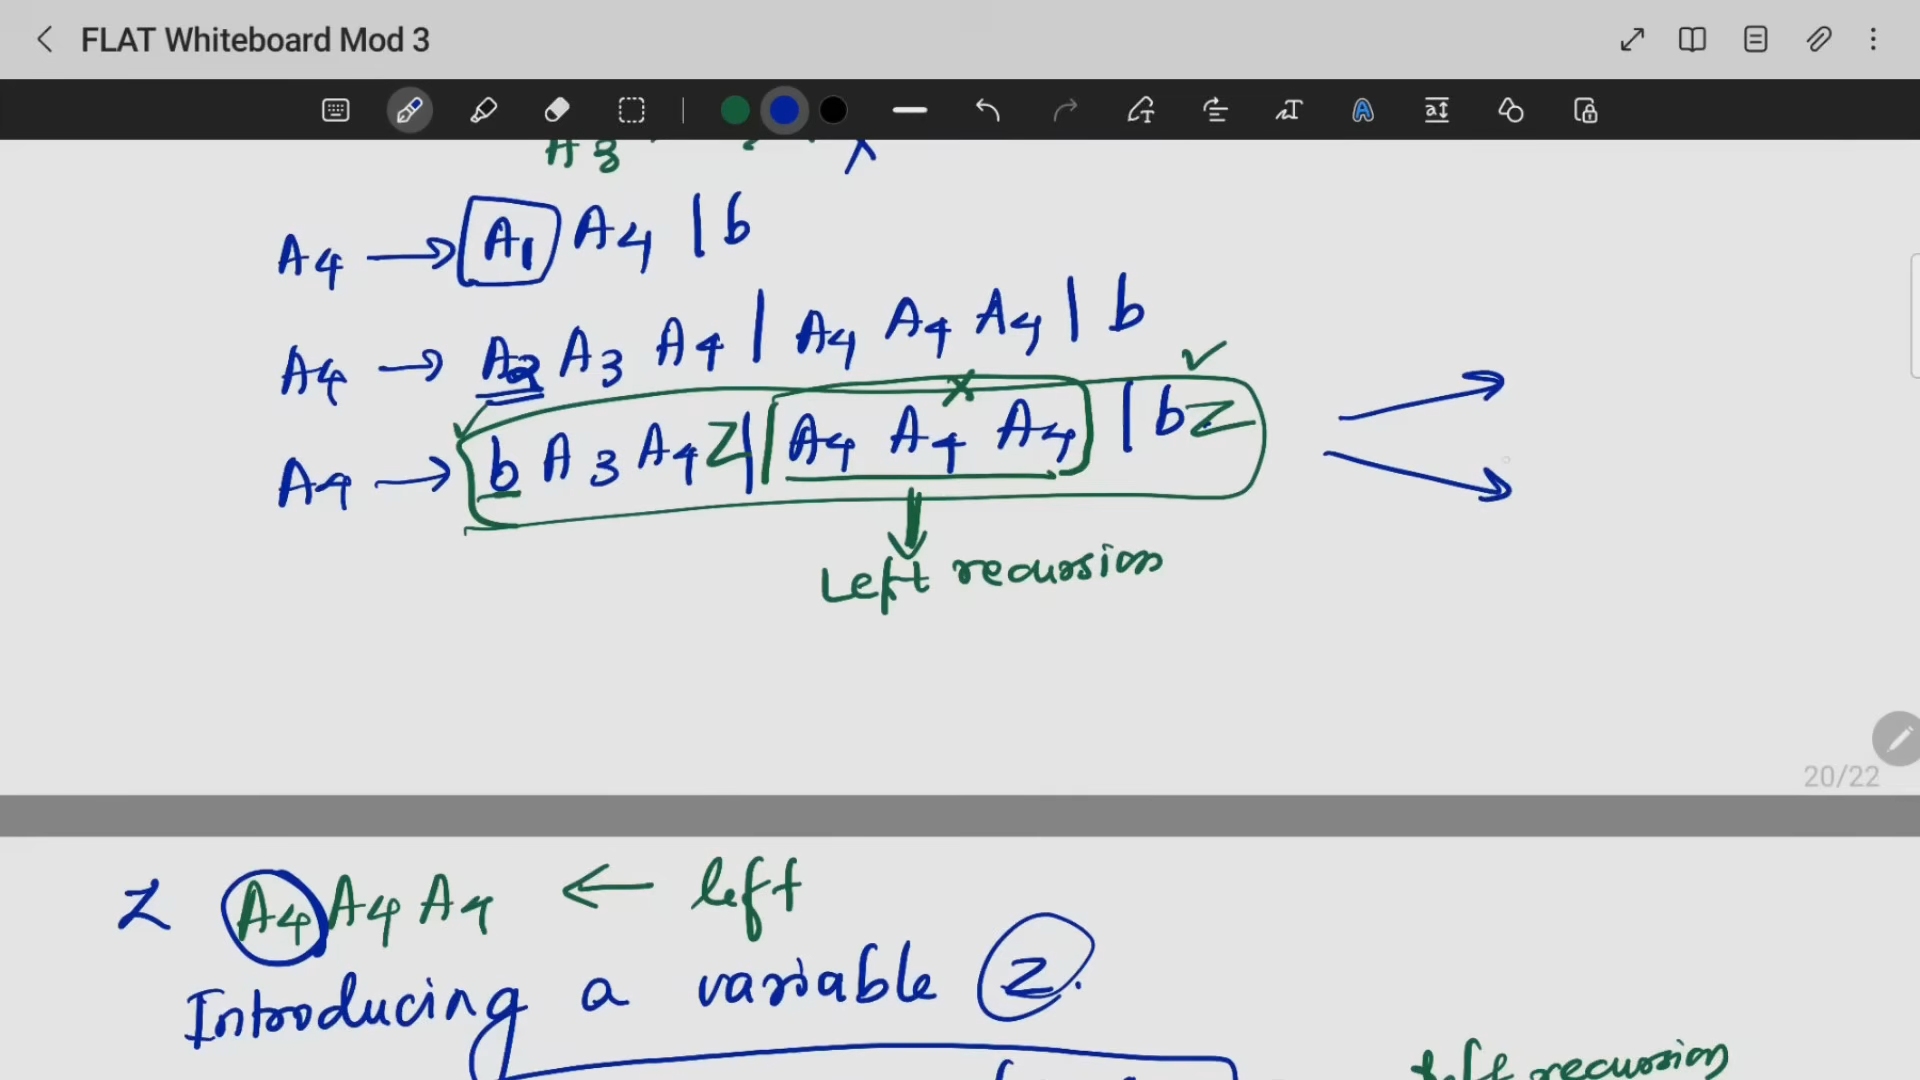 FLAT Whiteboard Mod 3
A3
A4 → A1 A4 | b
A4 → A2 A3 A4 | A4 A4 A4 | b
A4 → b A3 A4 Z | A4 A4 A4 | b Z
Left recursion
20/22
Z A4 A4 A4 ← left
Introducing a variable Z.
left recursion